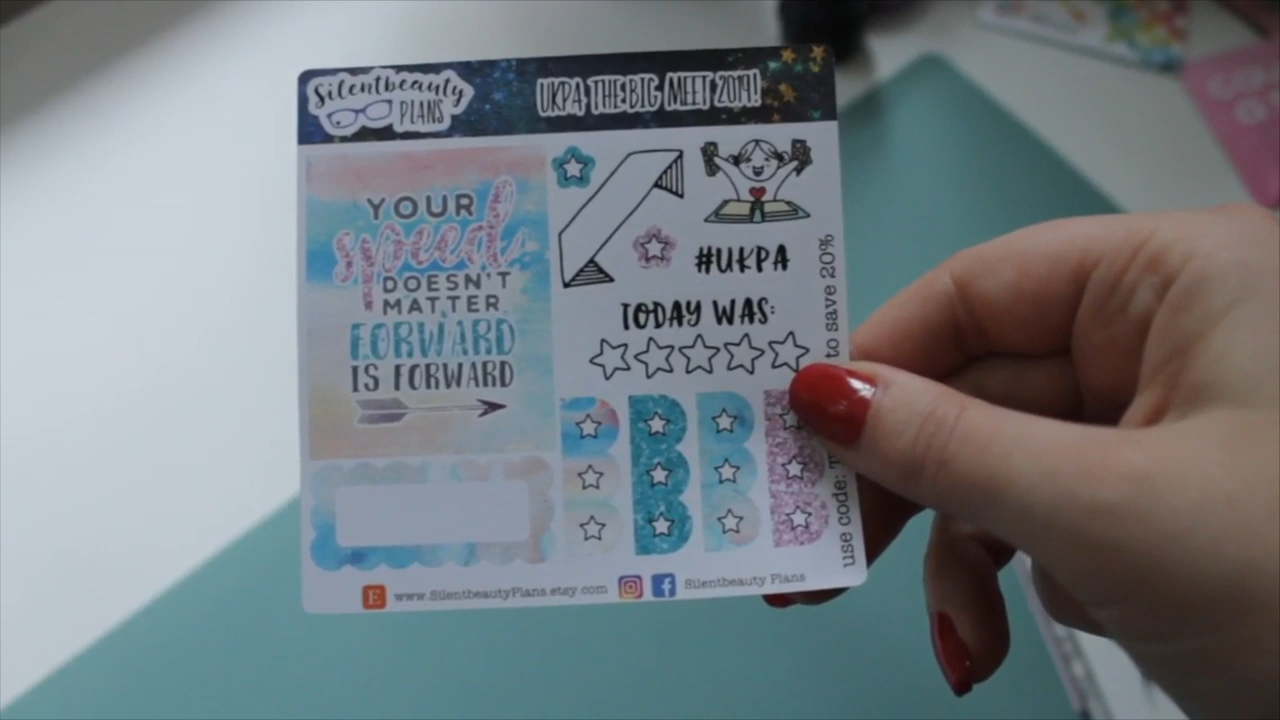 Silentbeauty
PLANS
UKPA THE BIG MEET 2019!
YOUR
speed
DOESN'T
MATTER
FORWARD
IS FORWARD
#UKPA
TODAY WAS:
use code: to save 20%
www.SilentbeautyPlans.etsy.com
Silentbeauty Plans